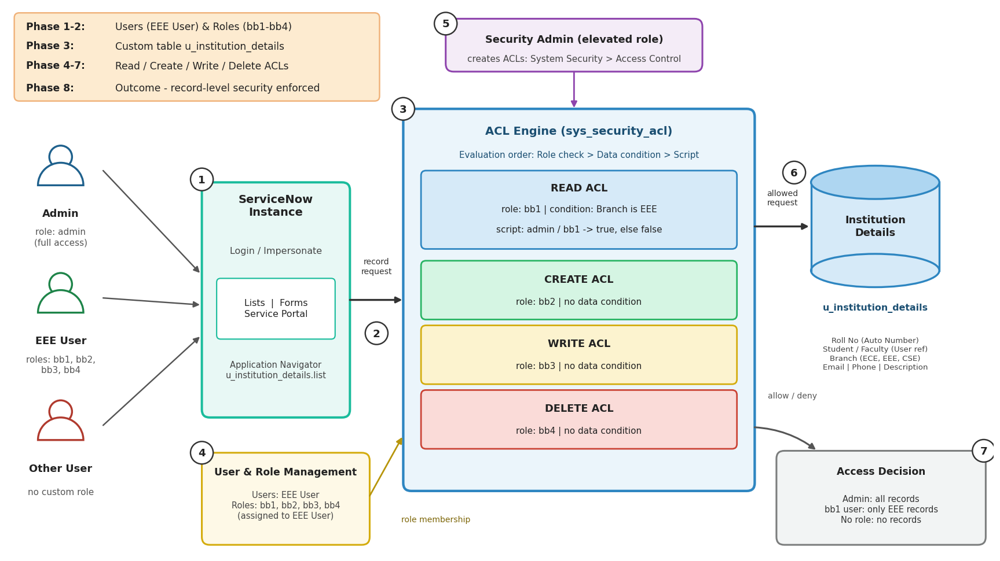 Phase 1-2: Users (EEE User) & Roles (bb1-bb4)
Phase 3: Custom table u_institution_details
Phase 4-7: Read / Create / Write / Delete ACLs
Phase 8: Outcome - record-level security enforced
5
Security Admin (elevated role)
creates ACLs: System Security > Access Control
Admin
role: admin
(full access)
EEE User
roles: bb1, bb2,
bb3, bb4
Other User
no custom role
1
ServiceNow
Instance
Login / Impersonate
Lists | Forms
Service Portal
Application Navigator
u_institution_details.list
record
request
2
4
User & Role Management
Users: EEE User
Roles: bb1, bb2, bb3, bb4
(assigned to EEE User)
role membership
3
ACL Engine (sys_security_acl)
Evaluation order: Role check > Data condition > Script
READ ACL
role: bb1 | condition: Branch is EEE
script: admin / bb1 -> true, else false
CREATE ACL
role: bb2 | no data condition
WRITE ACL
role: bb3 | no data condition
DELETE ACL
role: bb4 | no data condition
6
allowed
request
Institution
Details
u_institution_details
Roll No (Auto Number)
Student / Faculty (User ref)
Branch (ECE, EEE, CSE)
Email | Phone | Description
allow / deny
7
Access Decision
Admin: all records
bb1 user: only EEE records
No role: no records